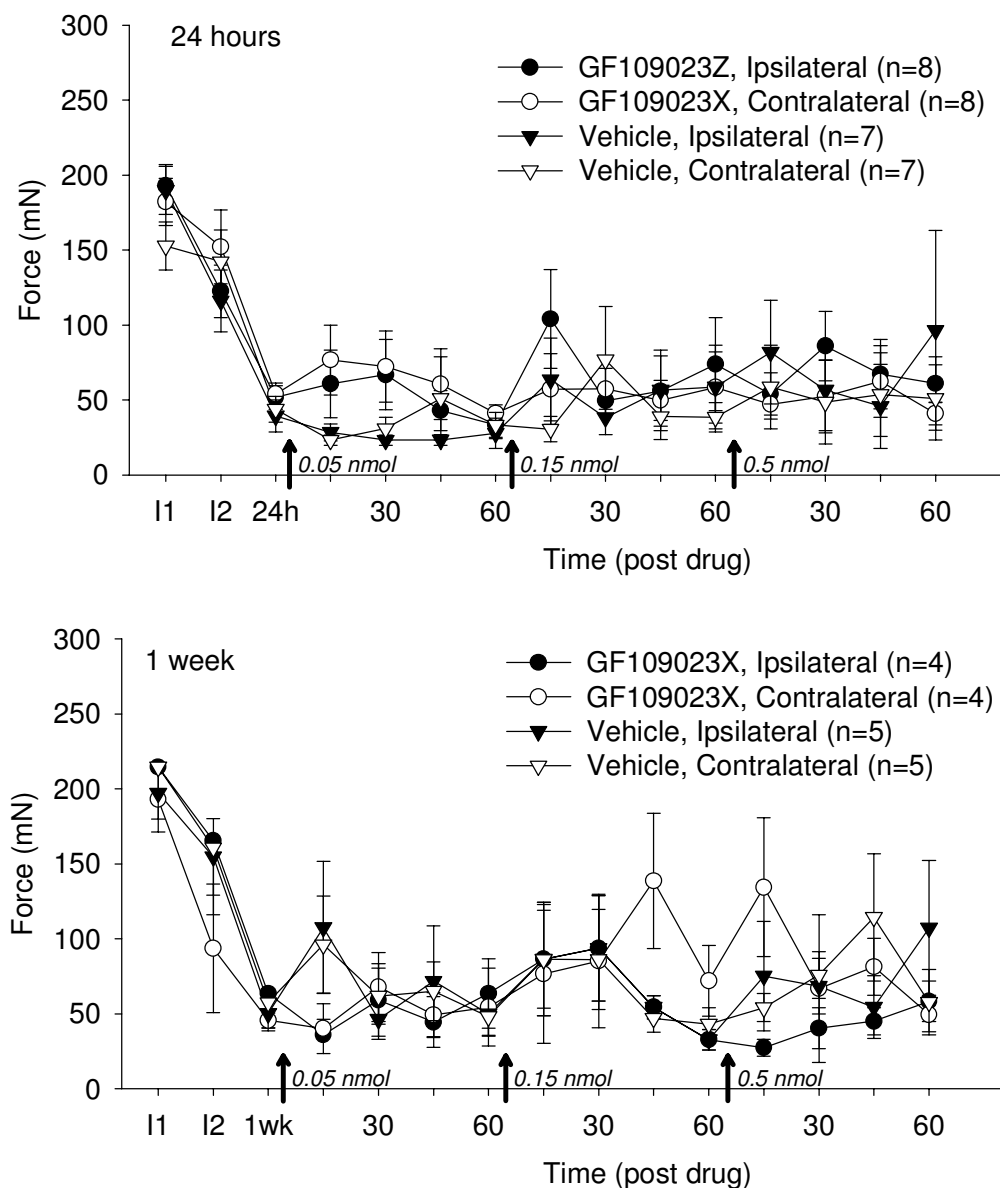 300
24 hours
250
200
150
100
50
0
Force (mN)
GF109023Z, Ipsilateral (n=8)
GF109023X, Contralateral (n=8)
Vehicle, Ipsilateral (n=7)
Vehicle, Contralateral (n=7)
0.05 nmol
0.15 nmol
0.5 nmol
I1 I2 24h 30 60 30 60 30 60
Time (post drug)
300
1 week
250
200
150
100
50
0
Force (mN)
GF109023X, Ipsilateral (n=4)
GF109023X, Contralateral (n=4)
Vehicle, Ipsilateral (n=5)
Vehicle, Contralateral (n=5)
0.05 nmol
0.15 nmol
0.5 nmol
I1 I2 1wk 30 60 30 60 30 60
Time (post drug)